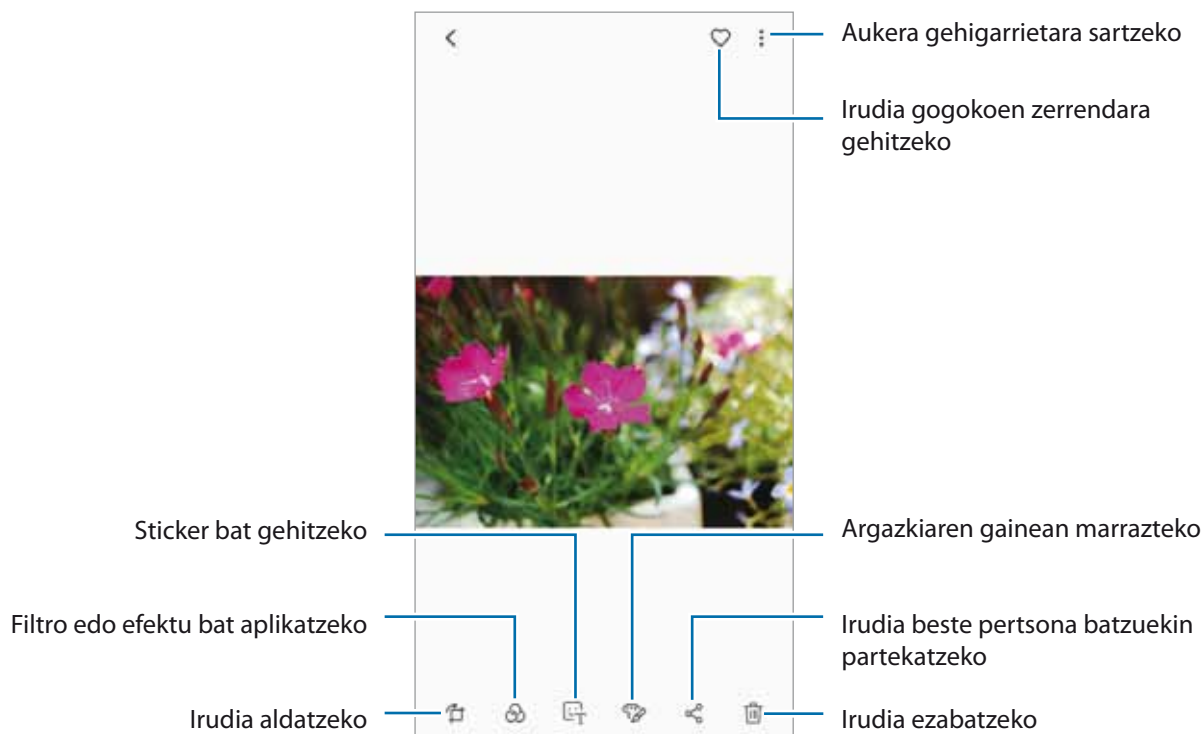 Aukera gehigarrietara sartzeko
Irudia gogokoen zerrendara
gehitzeko
Sticker bat gehitzeko
Argazkiaren gainean marrazteko
Filtro edo efektu bat aplikatzeko
Irudia beste pertsona batzuekin
partekatzeko
Irudia aldatzeko
Irudia ezabatzeko